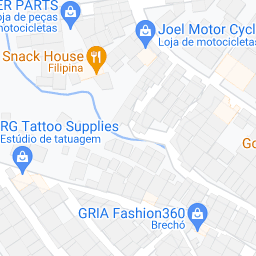 ER PARTS
Loja de peças
motocicletas
Joel Motor Cycl
Loja de motocicletas
Snack House
Filipina
RG Tattoo Supplies
Estúdio de tatuagem
Go
GRIA Fashion360
Brechó